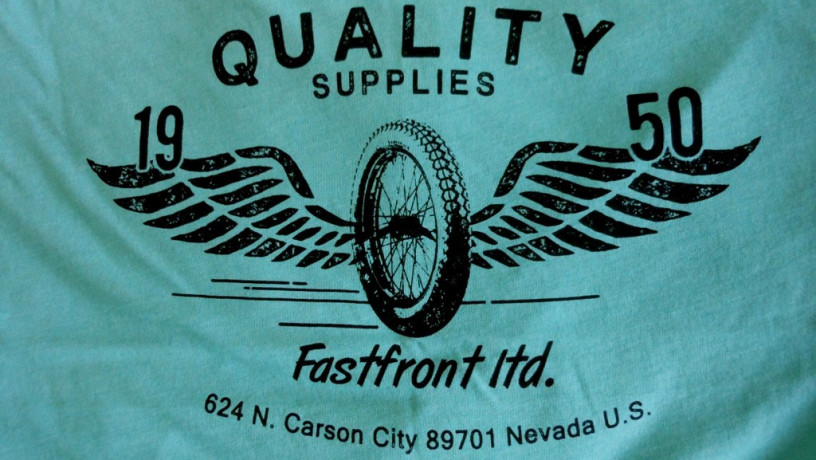 QUALITY
SUPPLIES
19 50
Fastfront ltd.
624 N. Carson City 89701 Nevada U.S.